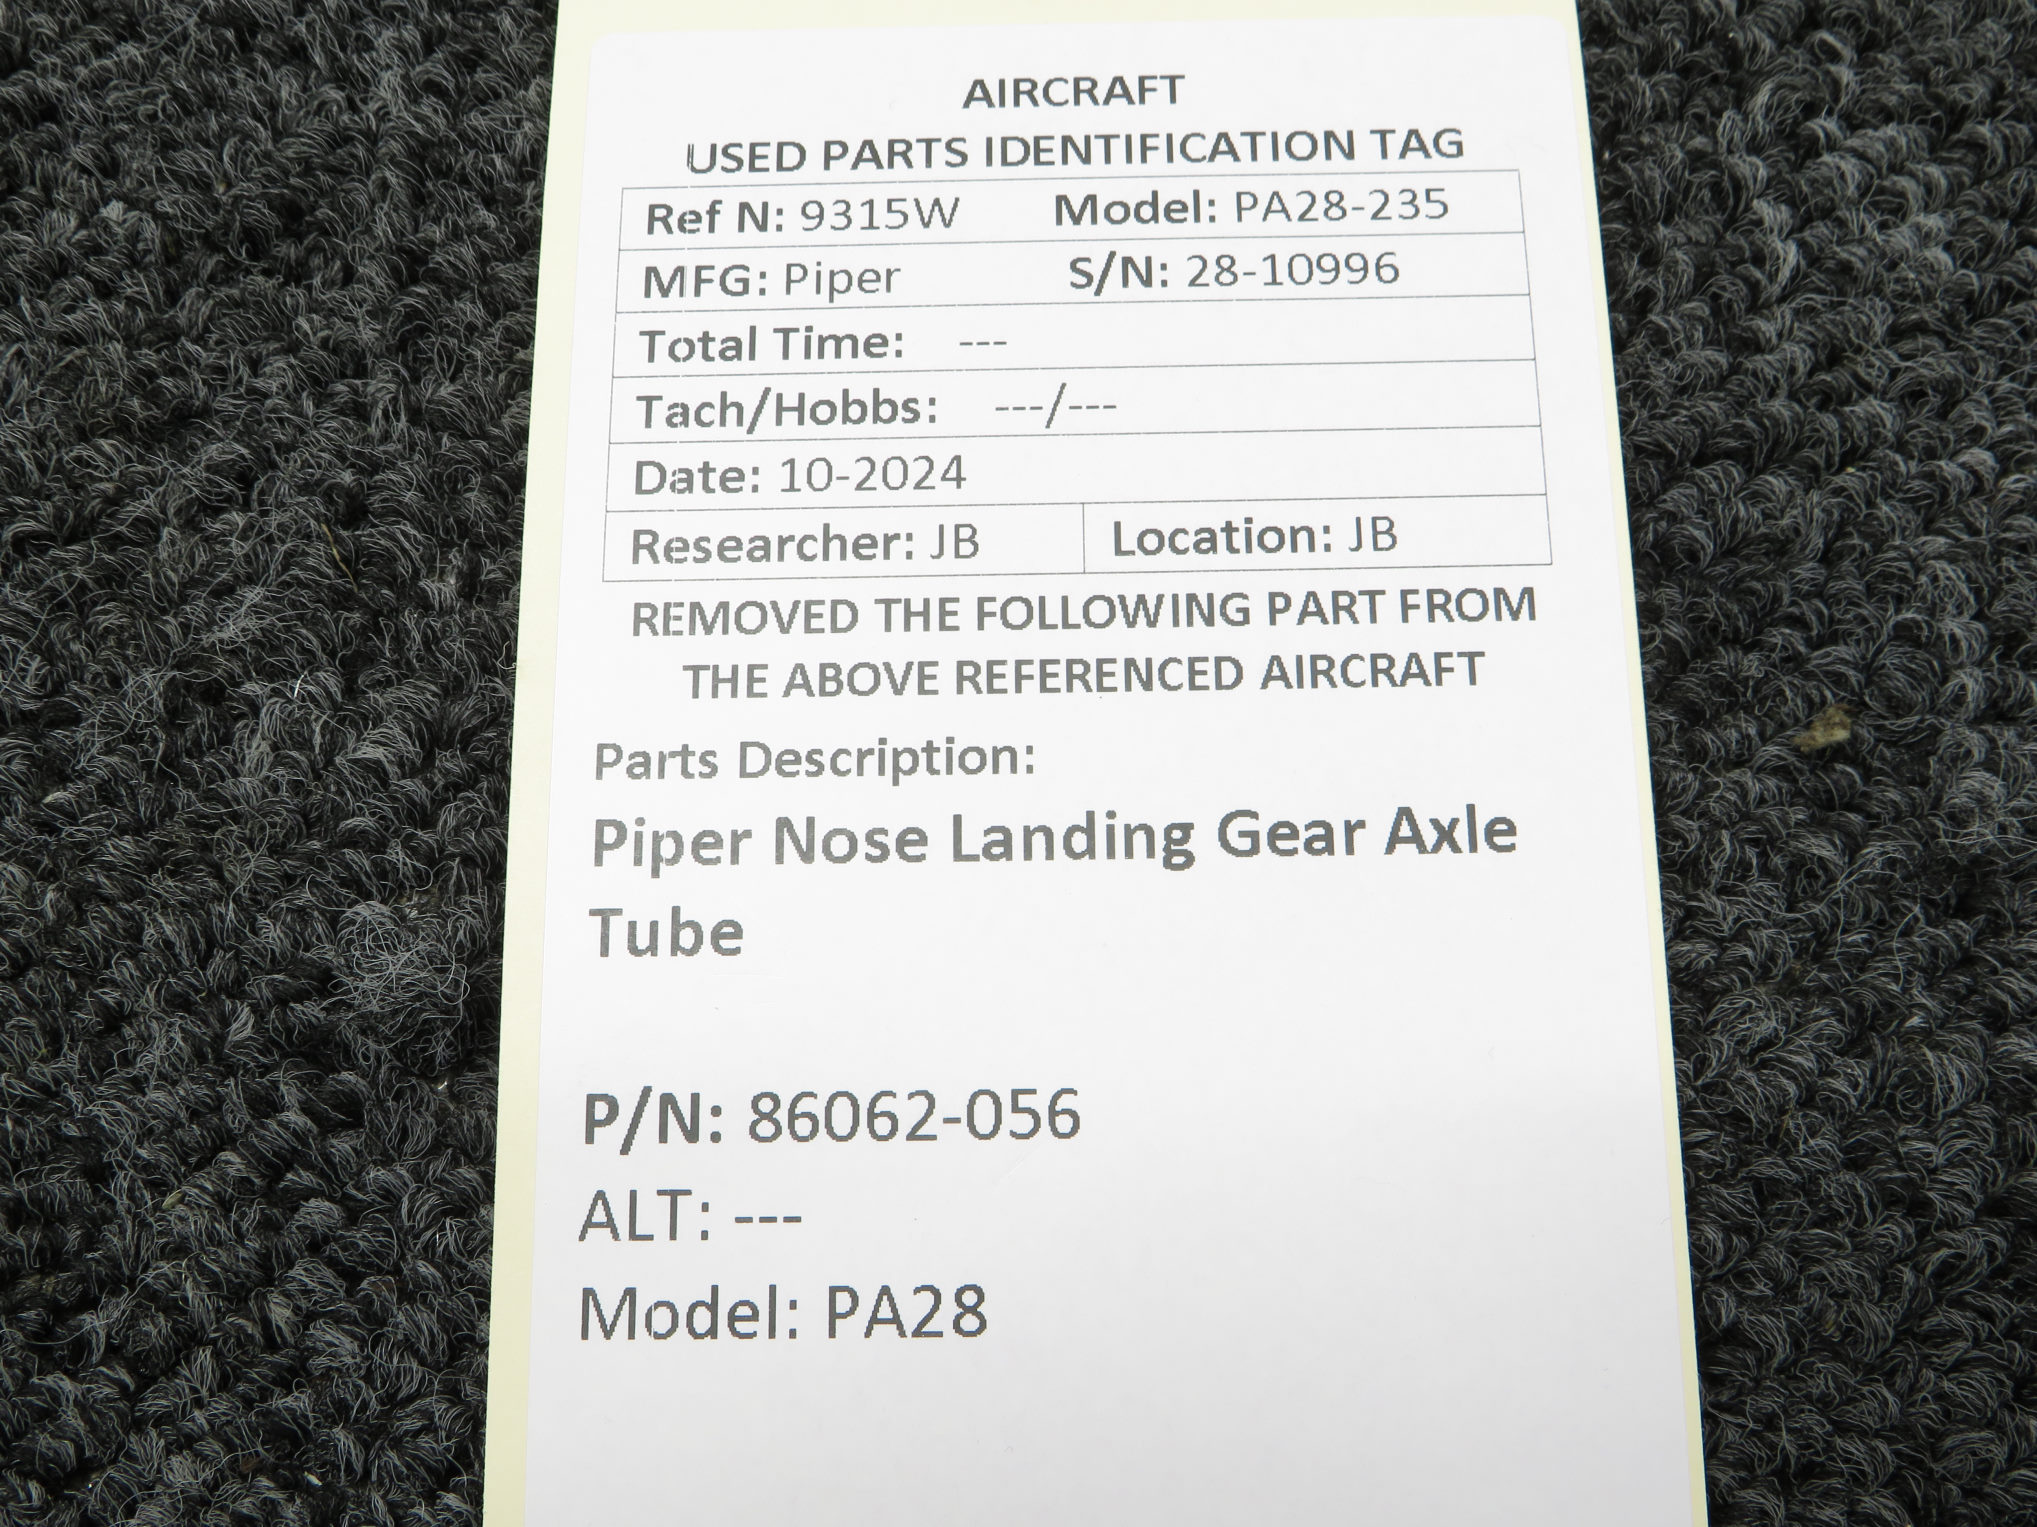 AIRCRAFT
USED PARTS IDENTIFICATION TAG
Ref N: 9315W Model: PA28-235
MFG: Piper S/N: 28-10996
Total Time: ---
Tach/Hobbs: ---/---
Date: 10-2024
Researcher: JB Location: JB
REMOVED THE FOLLOWING PART FROM
THE ABOVE REFERENCED AIRCRAFT
Parts Description:
Piper Nose Landing Gear Axle
Tube
P/N: 86062-056
ALT: ---
Model: PA28